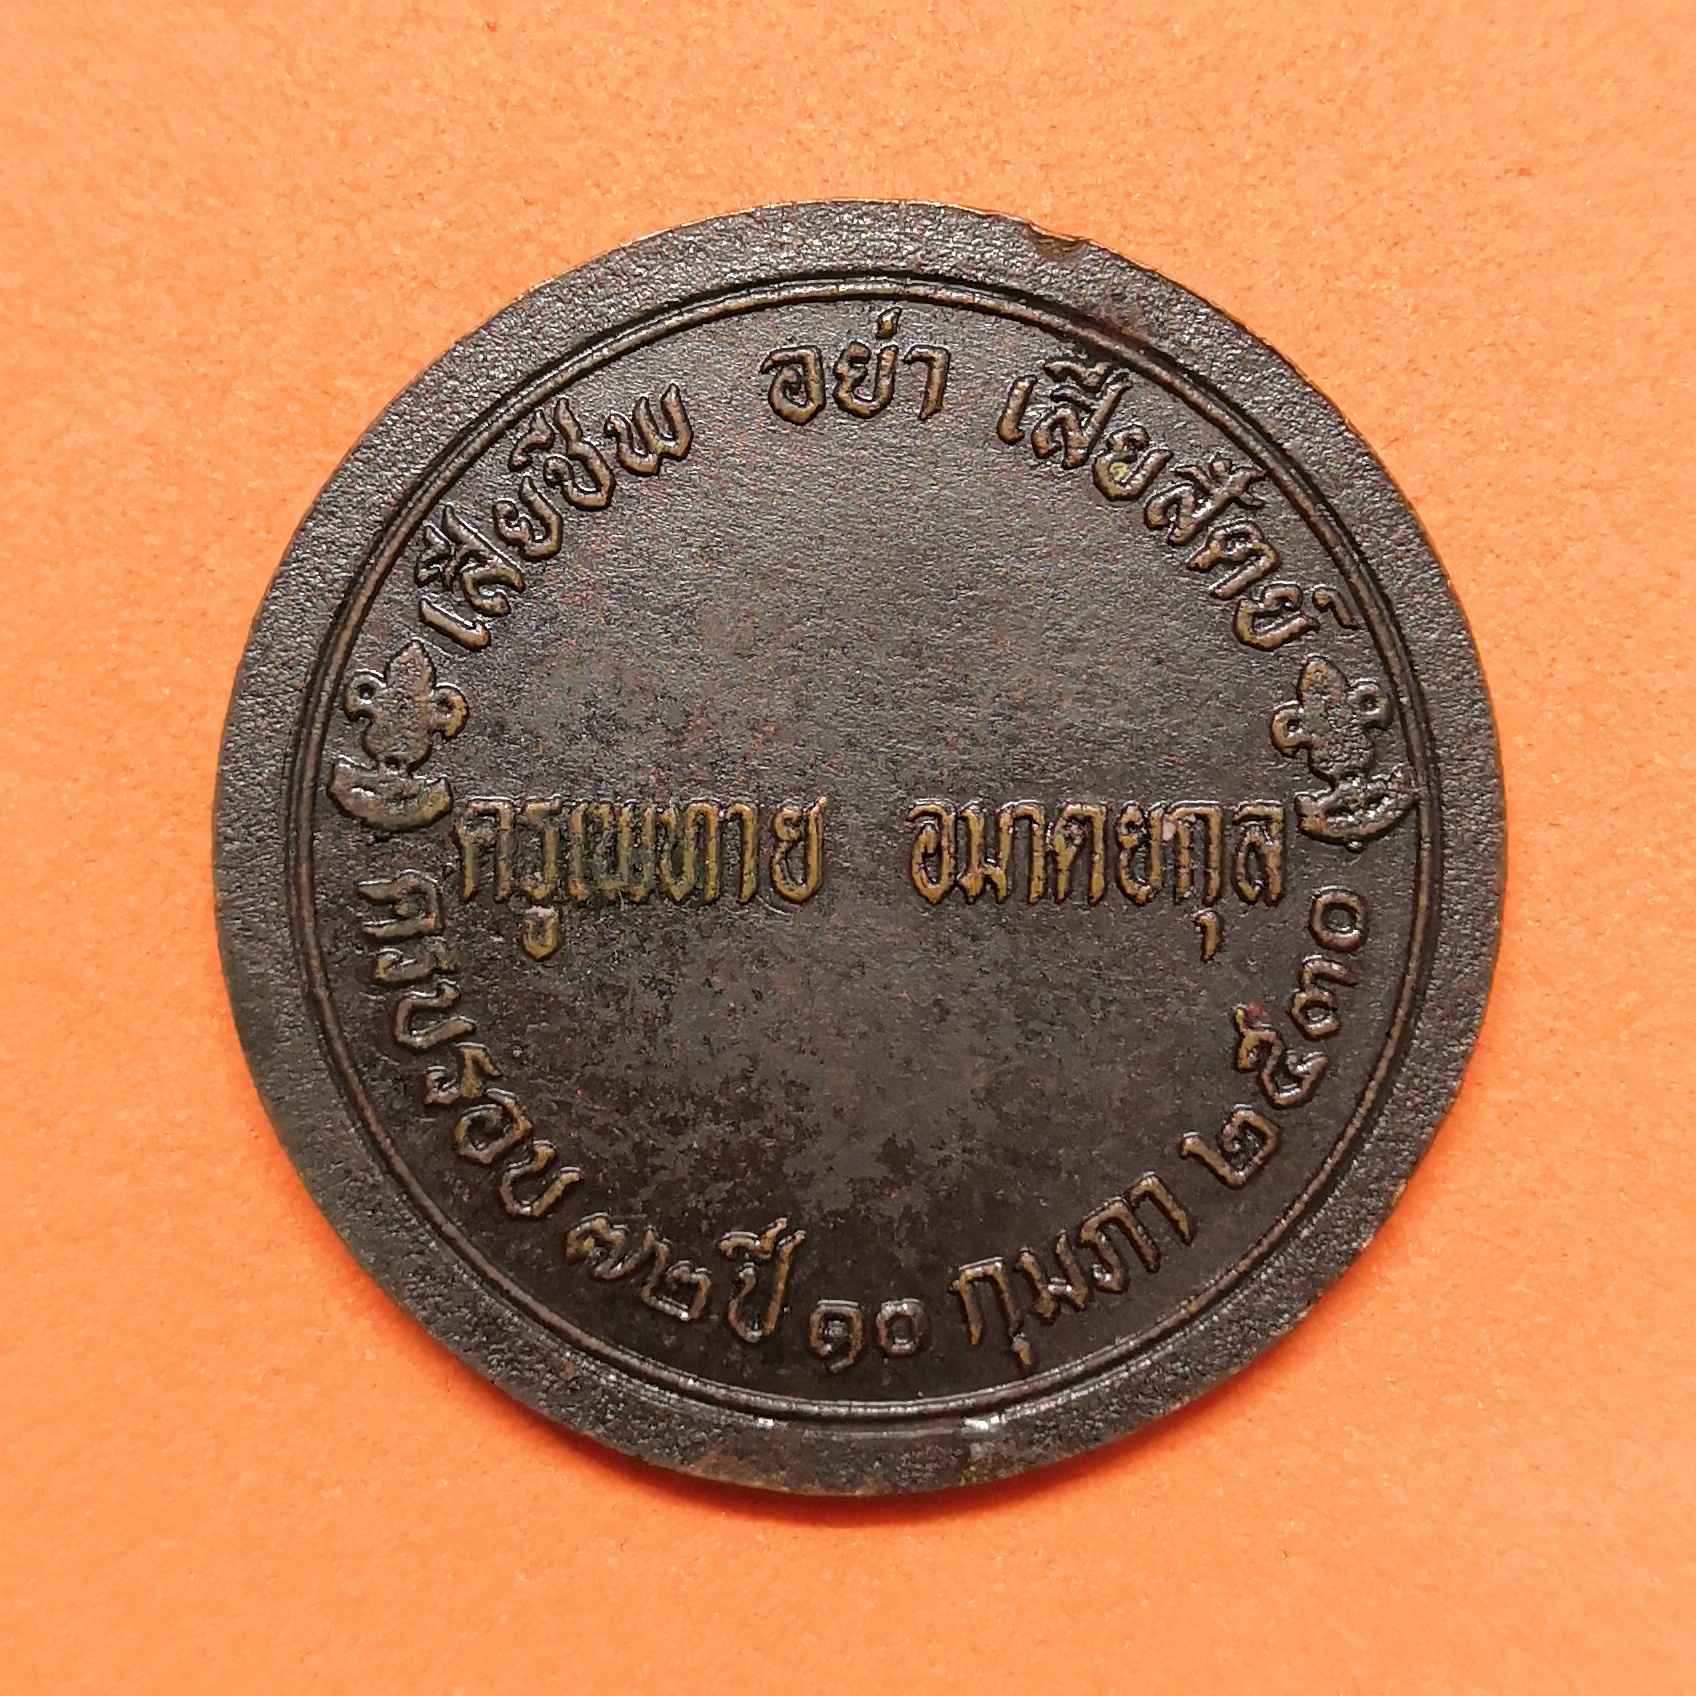 เสียชีพ อย่า เสียสัตย์
ครูเพทาย อมาตยกุล
ครบรอบ ๗๒ปี ๑๐ กุมภา ๒๕๓๐